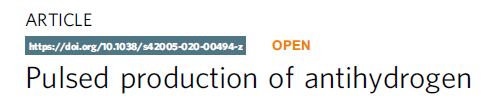 ARTICLE
https://doi.org/10.1038/s42005-020-00494-z OPEN
Pulsed production of antihydrogen